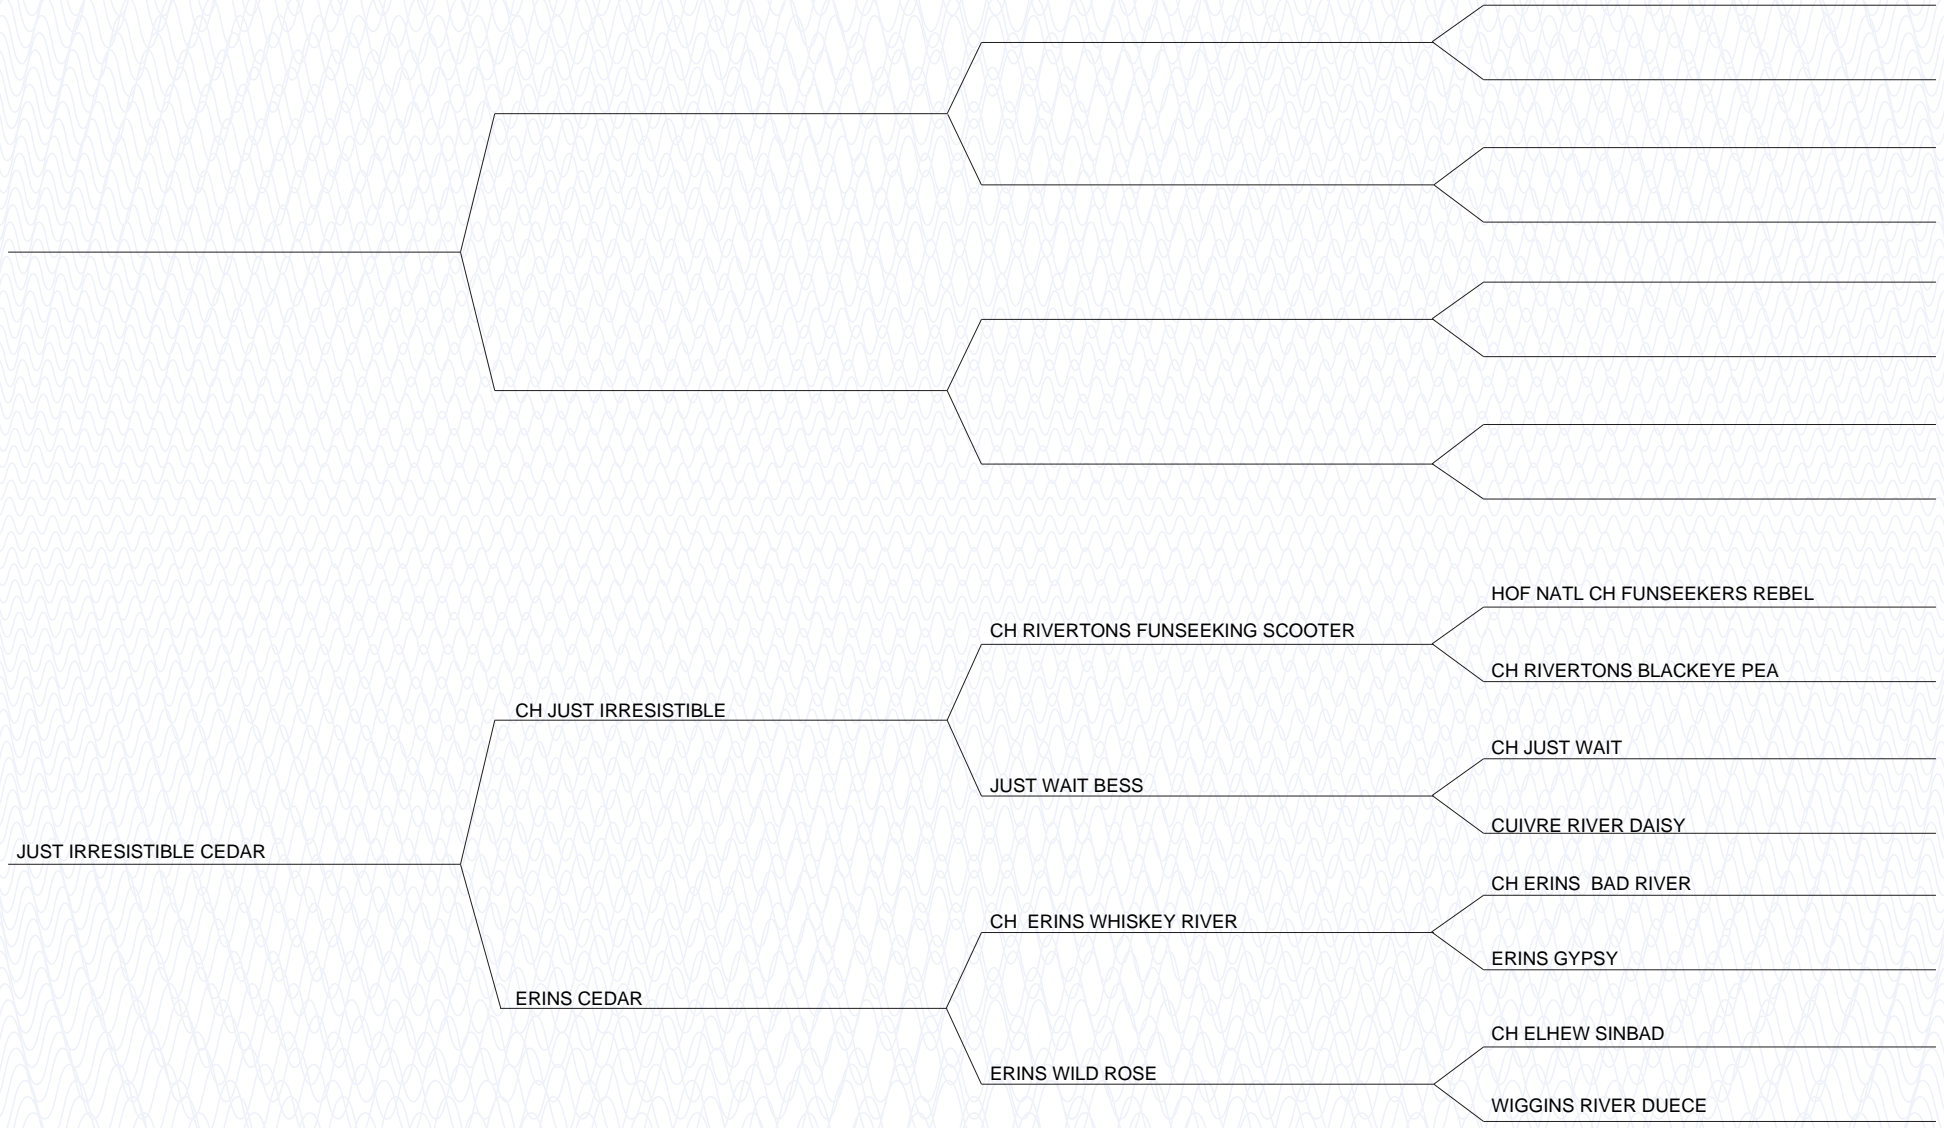 HOF NATL CH FUNSEEKERS REBEL
CH RIVERTONS FUNSEEKING SCOOTER
CH RIVERTONS BLACKEYE PEA
CH JUST IRRESISTIBLE
CH JUST WAIT
JUST WAIT BESS
CUIVRE RIVER DAISY
JUST IRRESISTIBLE CEDAR
CH ERINS  BAD RIVER
CH  ERINS WHISKEY RIVER
ERINS GYPSY
ERINS CEDAR
CH ELHEW SINBAD
ERINS WILD ROSE
WIGGINS RIVER DUECE